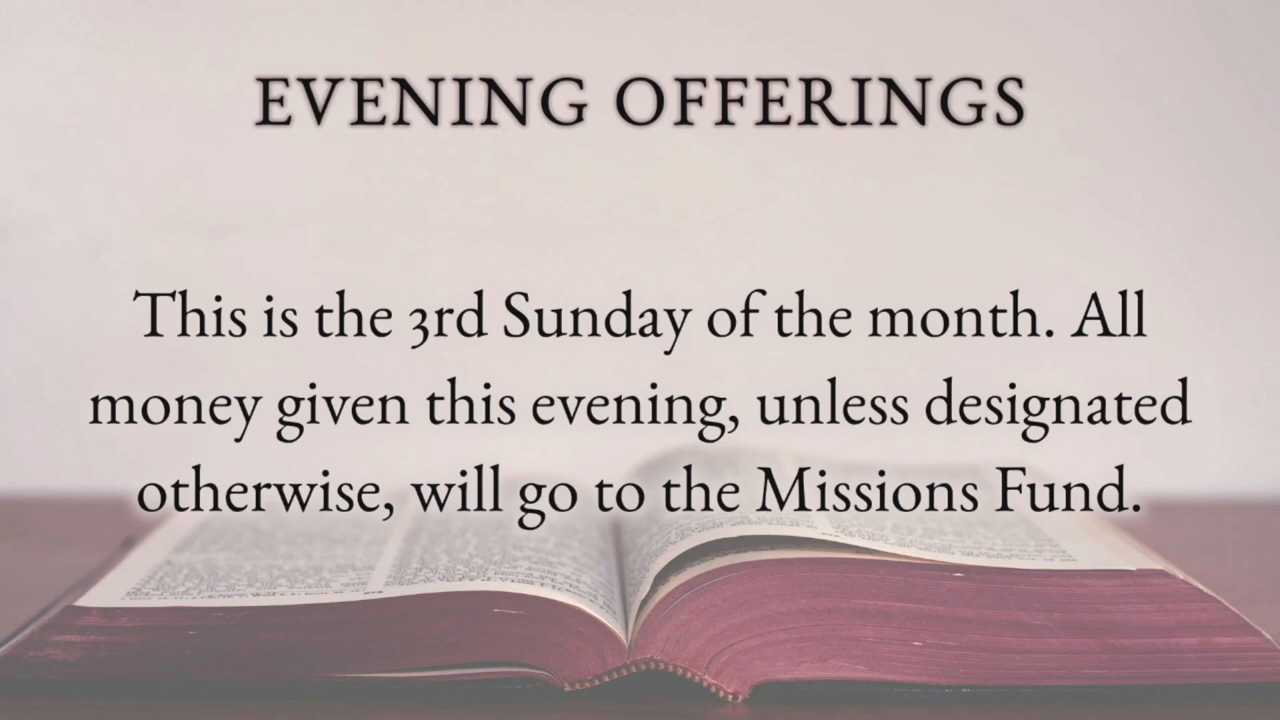 EVENING OFFERINGS
This is the 3rd Sunday of the month. All
money given this evening, unless designated
otherwise, will go to the Missions Fund.